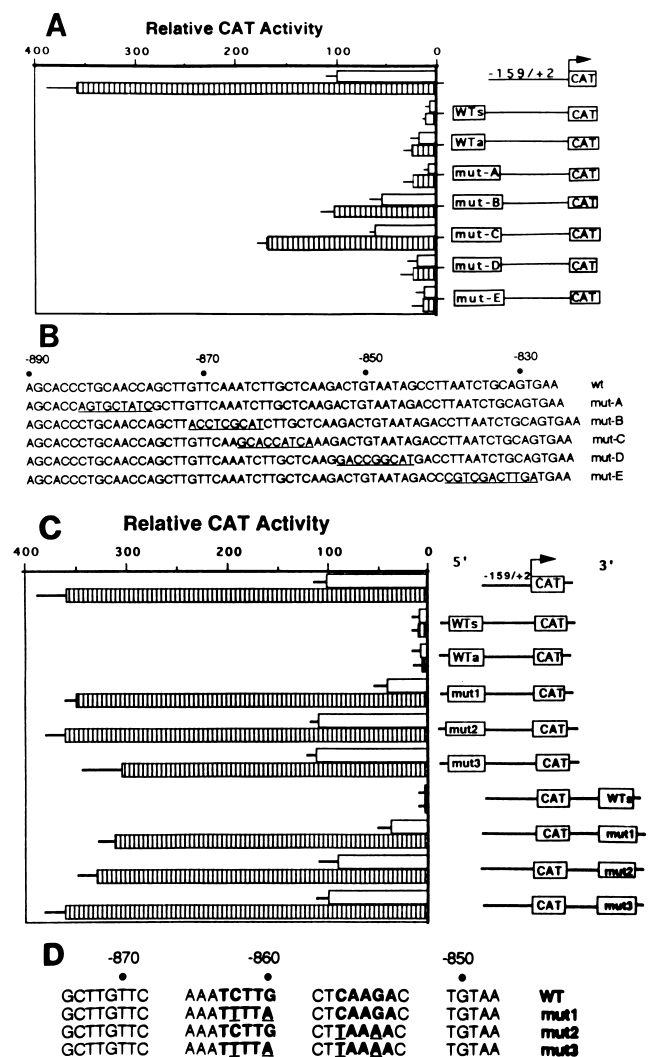 A
Relative CAT Activity
400 300 200 100 0
-159/+2 CAT
WTs CAT
WTa CAT
mut-A CAT
mut-B CAT
mut-C CAT
mut-D CAT
mut-E CAT
B
-890 -870 -850 -830
AGCACCCTGCAACCAGCTTGTTCAAATCTTGCTCAAGACTGTAATAGCCTTAATCTGCAGTGAA wt
AGCACCAGTGCTATCGCTTGTTCAAATCTTGCTCAAGACTGTAATAGACCTTAATCTGCAGTGAA mut-A
AGCACCCTGCAACCAGCTTACCTCGCATCTTGCTCAAGACTGTAATAGACCTTAATCTGCAGTGAA mut-B
AGCACCCTGCAACCAGCTTGTTCAAGCACCATCAAAGACTGTAATAGACCTTAATCTGCAGTGAA mut-C
AGCACCCTGCAACCAGCTTGTTCAAATCTTGCTCAAGGACCGGCATGACCTTAATCTGCAGTGAA mut-D
AGCACCCTGCAACCAGCTTGTTCAAATCTTGCTCAAGACTGTAATAGACCCGTCGACTTGATGAA mut-E
C
Relative CAT Activity
400 300 200 100 0
5' 3'
-159/+2 CAT
WTs CAT
WTa CAT
mut1 CAT
mut2 CAT
mut3 CAT
CAT WTs
CAT mut1
CAT mut2
CAT mut3
D
-870 -860 -850
GCTTGTTC AAATCTTG CTCAAGAC TGTAA WT
GCTTGTTC AAATTTTA CTCAAGAC TGTAA mut1
GCTTGTTC AAATCTTG CTTAAAAC TGTAA mut2
GCTTGTTC AAATTTTA CTTAAAAC TGTAA mut3